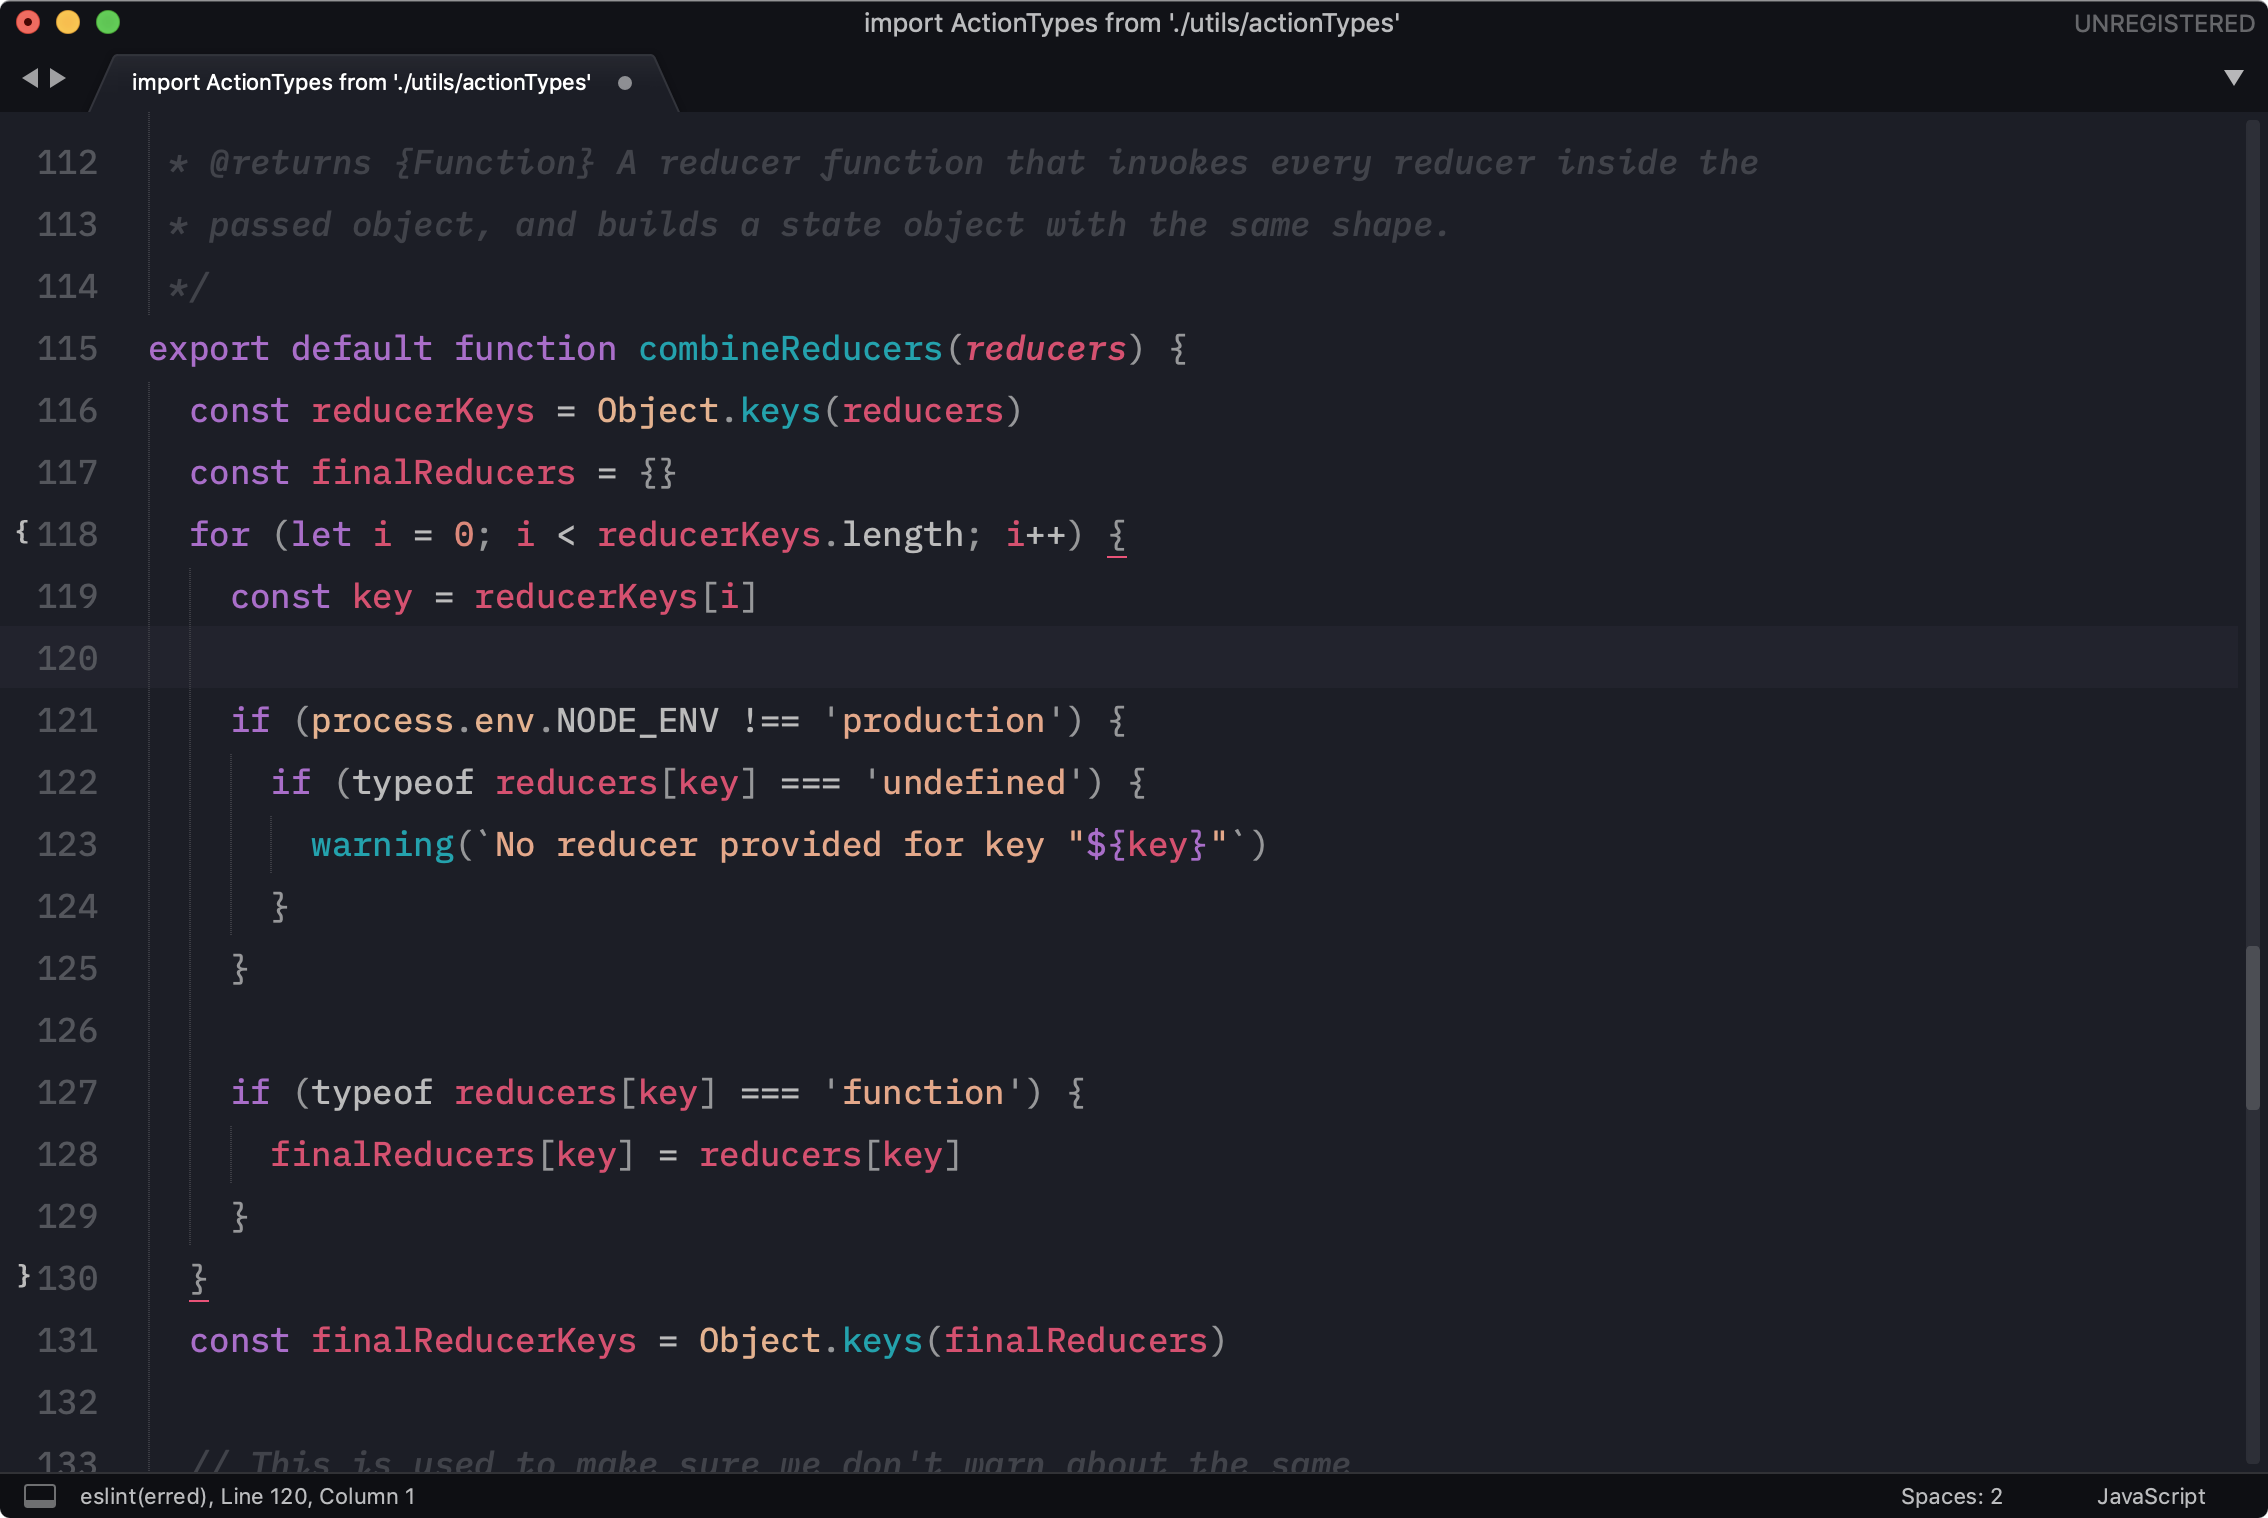 import ActionTypes from './utils/actionTypes'
UNREGISTERED
import ActionTypes from './utils/actionTypes'
112 * @returns {Function} A reducer function that invokes every reducer inside the
113 * passed object, and builds a state object with the same shape.
114 */
115 export default function combineReducers(reducers) {
116 const reducerKeys = Object.keys(reducers)
117 const finalReducers = {}
{ 118 for (let i = 0; i < reducerKeys.length; i++) {
119 const key = reducerKeys[i]
120
121 if (process.env.NODE_ENV !== 'production') {
122 if (typeof reducers[key] === 'undefined') {
123 warning(`No reducer provided for key "${key}"`)
124 }
125 }
126
127 if (typeof reducers[key] === 'function') {
128 finalReducers[key] = reducers[key]
129 }
} 130 }
131 const finalReducerKeys = Object.keys(finalReducers)
132
133 // This is used to make sure we don't warn about the same
eslint(erred), Line 120, Column 1
Spaces: 2
JavaScript